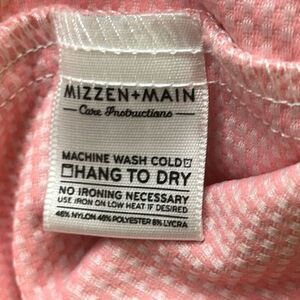 MIZZEN+MAIN
Care Instructions
MACHINE WASH COLD
HANG TO DRY
NO IRONING NECESSARY
USE IRON ON LOW HEAT IF DESIRED
46% NYLON 46% POLYESTER 8% LYCRA